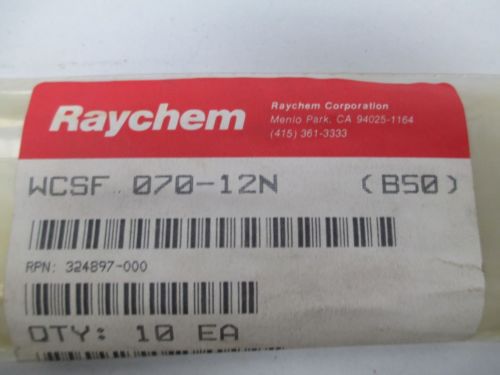 Raychem
Raychem Corporation
Menlo Park, CA 94025-1164
(415) 361-3333
WCSF 070-12N (B50)
RPN: 324897-000
QTY: 10 EA